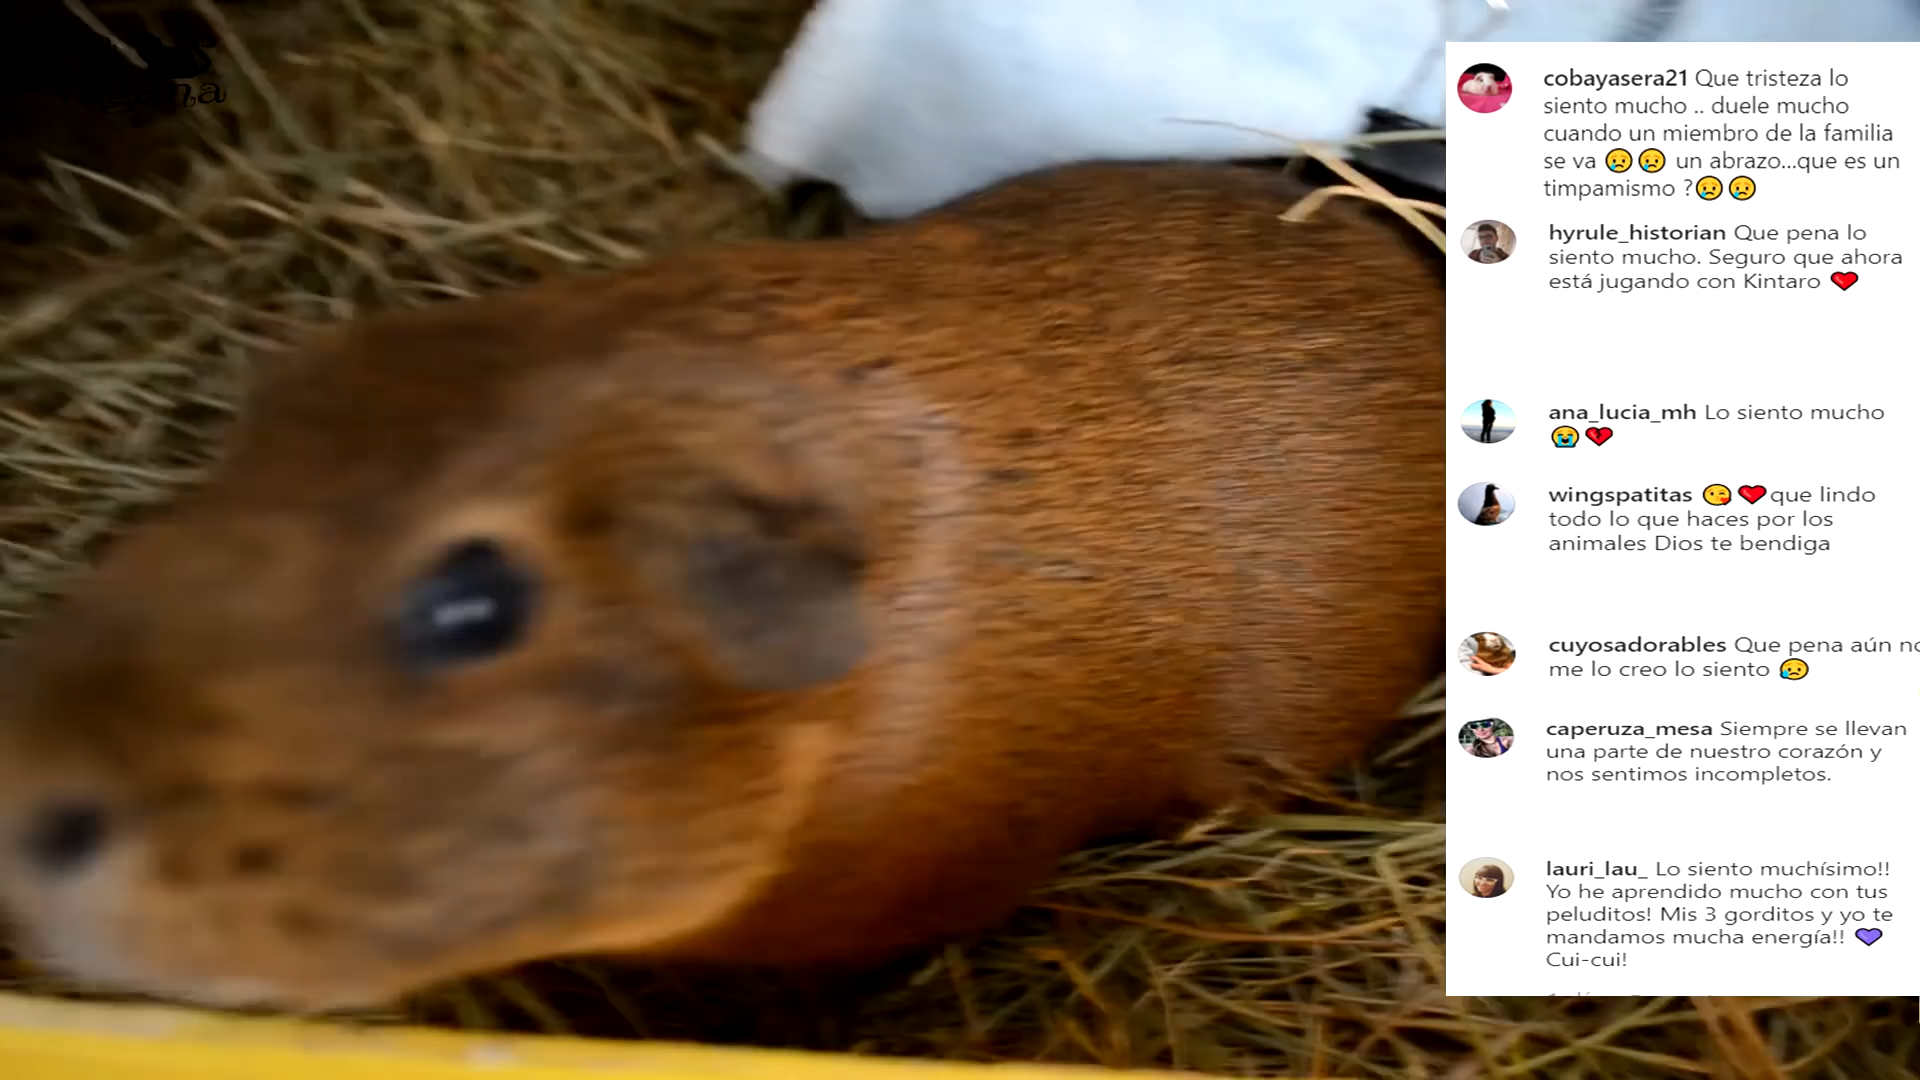 cobayasera21 Que tristeza lo
siento mucho .. duele mucho
cuando un miembro de la familia
se va 😢😢 un abrazo...que es un
timpamismo ?😢😢
hyrule_historian Que pena lo
siento mucho. Seguro que ahora
está jugando con Kintaro ❤️
ana_lucia_mh Lo siento mucho
😭💔
wingspatitas 😘❤️que lindo
todo lo que haces por los
animales Dios te bendiga
cuyosadorables Que pena aún no
me lo creo lo siento 😥
caperuza_mesa Siempre se llevan
una parte de nuestro corazón y
nos sentimos incompletos.
lauri_lau_ Lo siento muchísimo!!
Yo he aprendido mucho con tus
peluditos! Mis 3 gorditos y yo te
mandamos mucha energía!! 💜
Cui-cui!